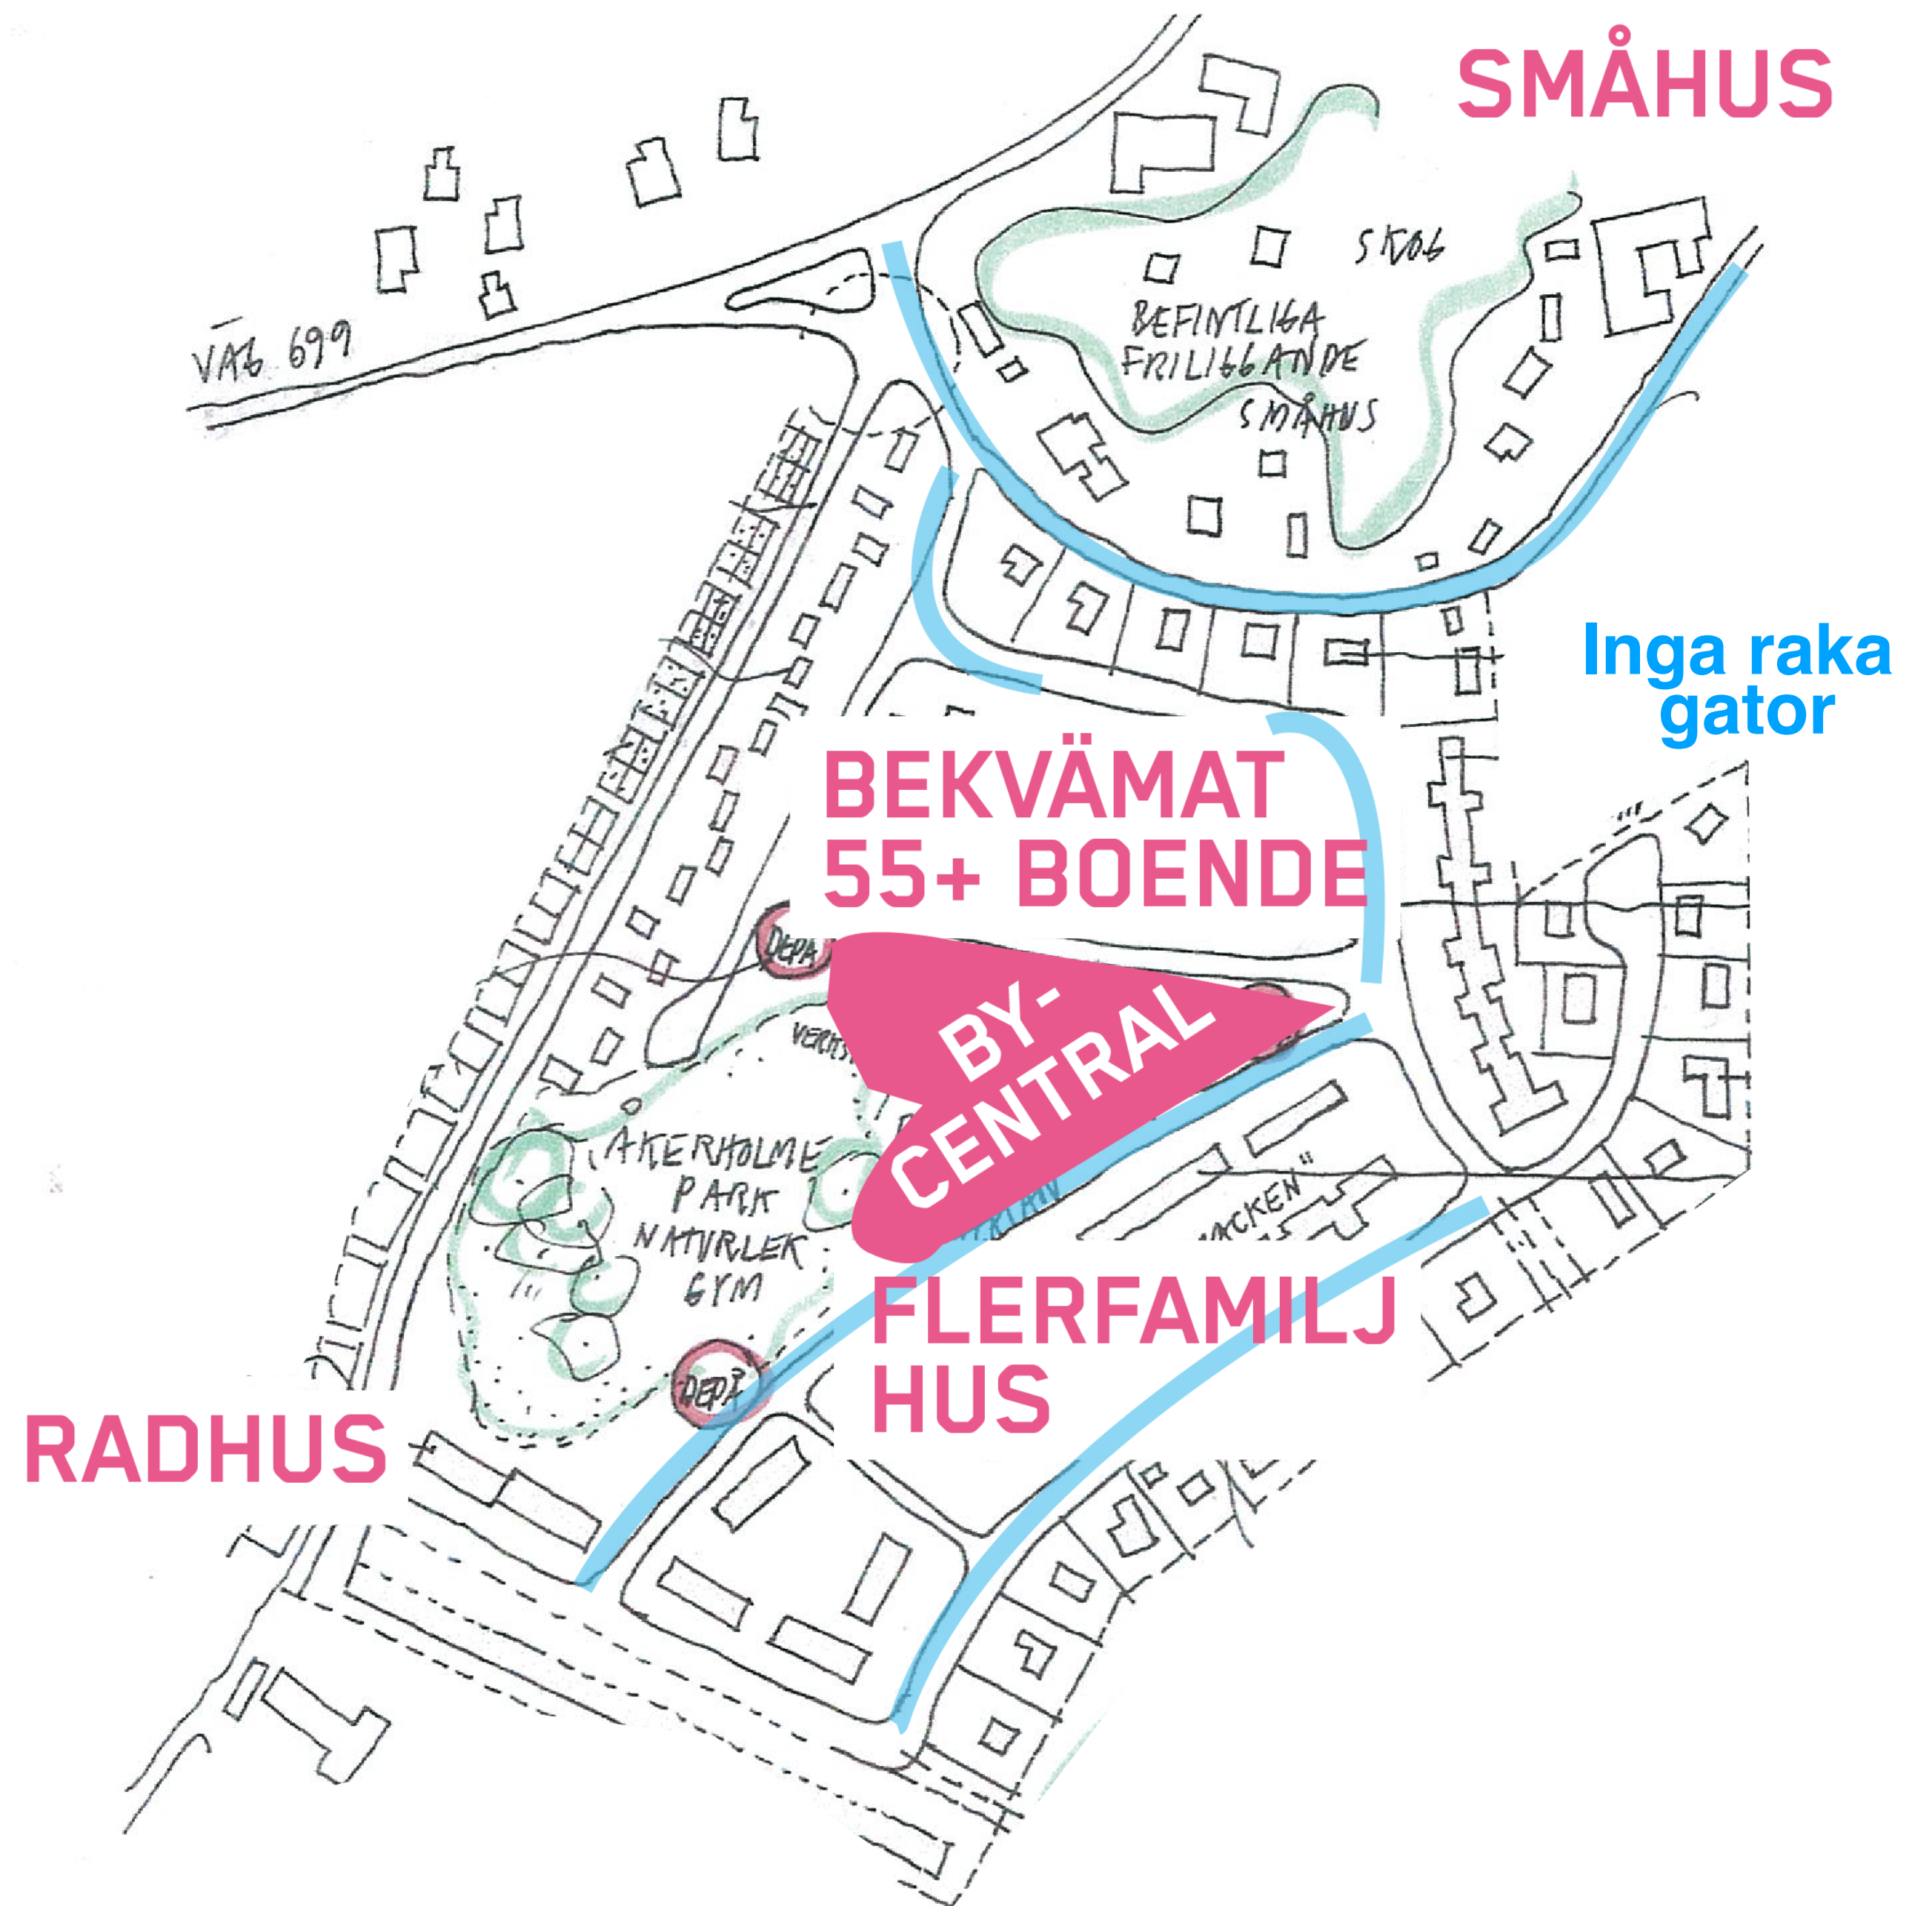 SMÅHUS
SKOG
BEFINTLIGA
FRILIGGANDE
SMÅHUS
VÄG 699
Inga raka
gator
BEKVÄMAT
55+ BOENDE
DEPÅ
BY-
CENTRAL
ÅKERHOLME
PARK
NATURLEK
GYM
FLERFAMILJ
HUS
DEPÅ
RADHUS